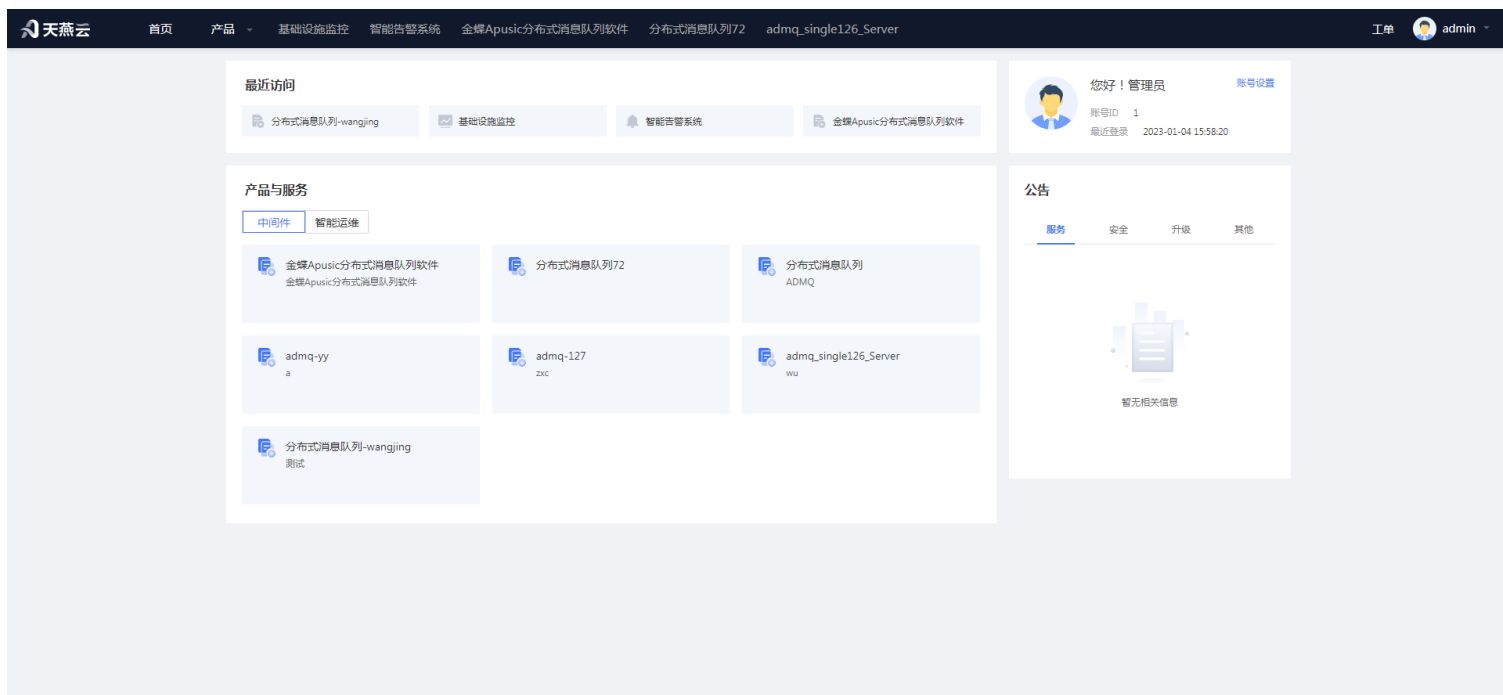 天燕云
首页 产品 基础设施监控 智能告警系统 金蝶Apusic分布式消息队列软件 分布式消息队列72 admq_single126_Server 工单 admin
最近访问
分布式消息队列-wangjing 基础设施监控 智能告警系统 金蝶Apusic分布式消息队列软件
您好！管理员 账号设置
账号ID 1
最近登录 2023-01-04 15:58:20
产品与服务
中间件 智能运维
金蝶Apusic分布式消息队列软件
金蝶Apusic分布式消息队列软件
分布式消息队列72
分布式消息队列
ADMQ
admq-yy
a
admq-127
zxc
admq_single126_Server
wu
分布式消息队列-wangjing
测试
公告
服务 安全 升级 其他
暂无相关信息